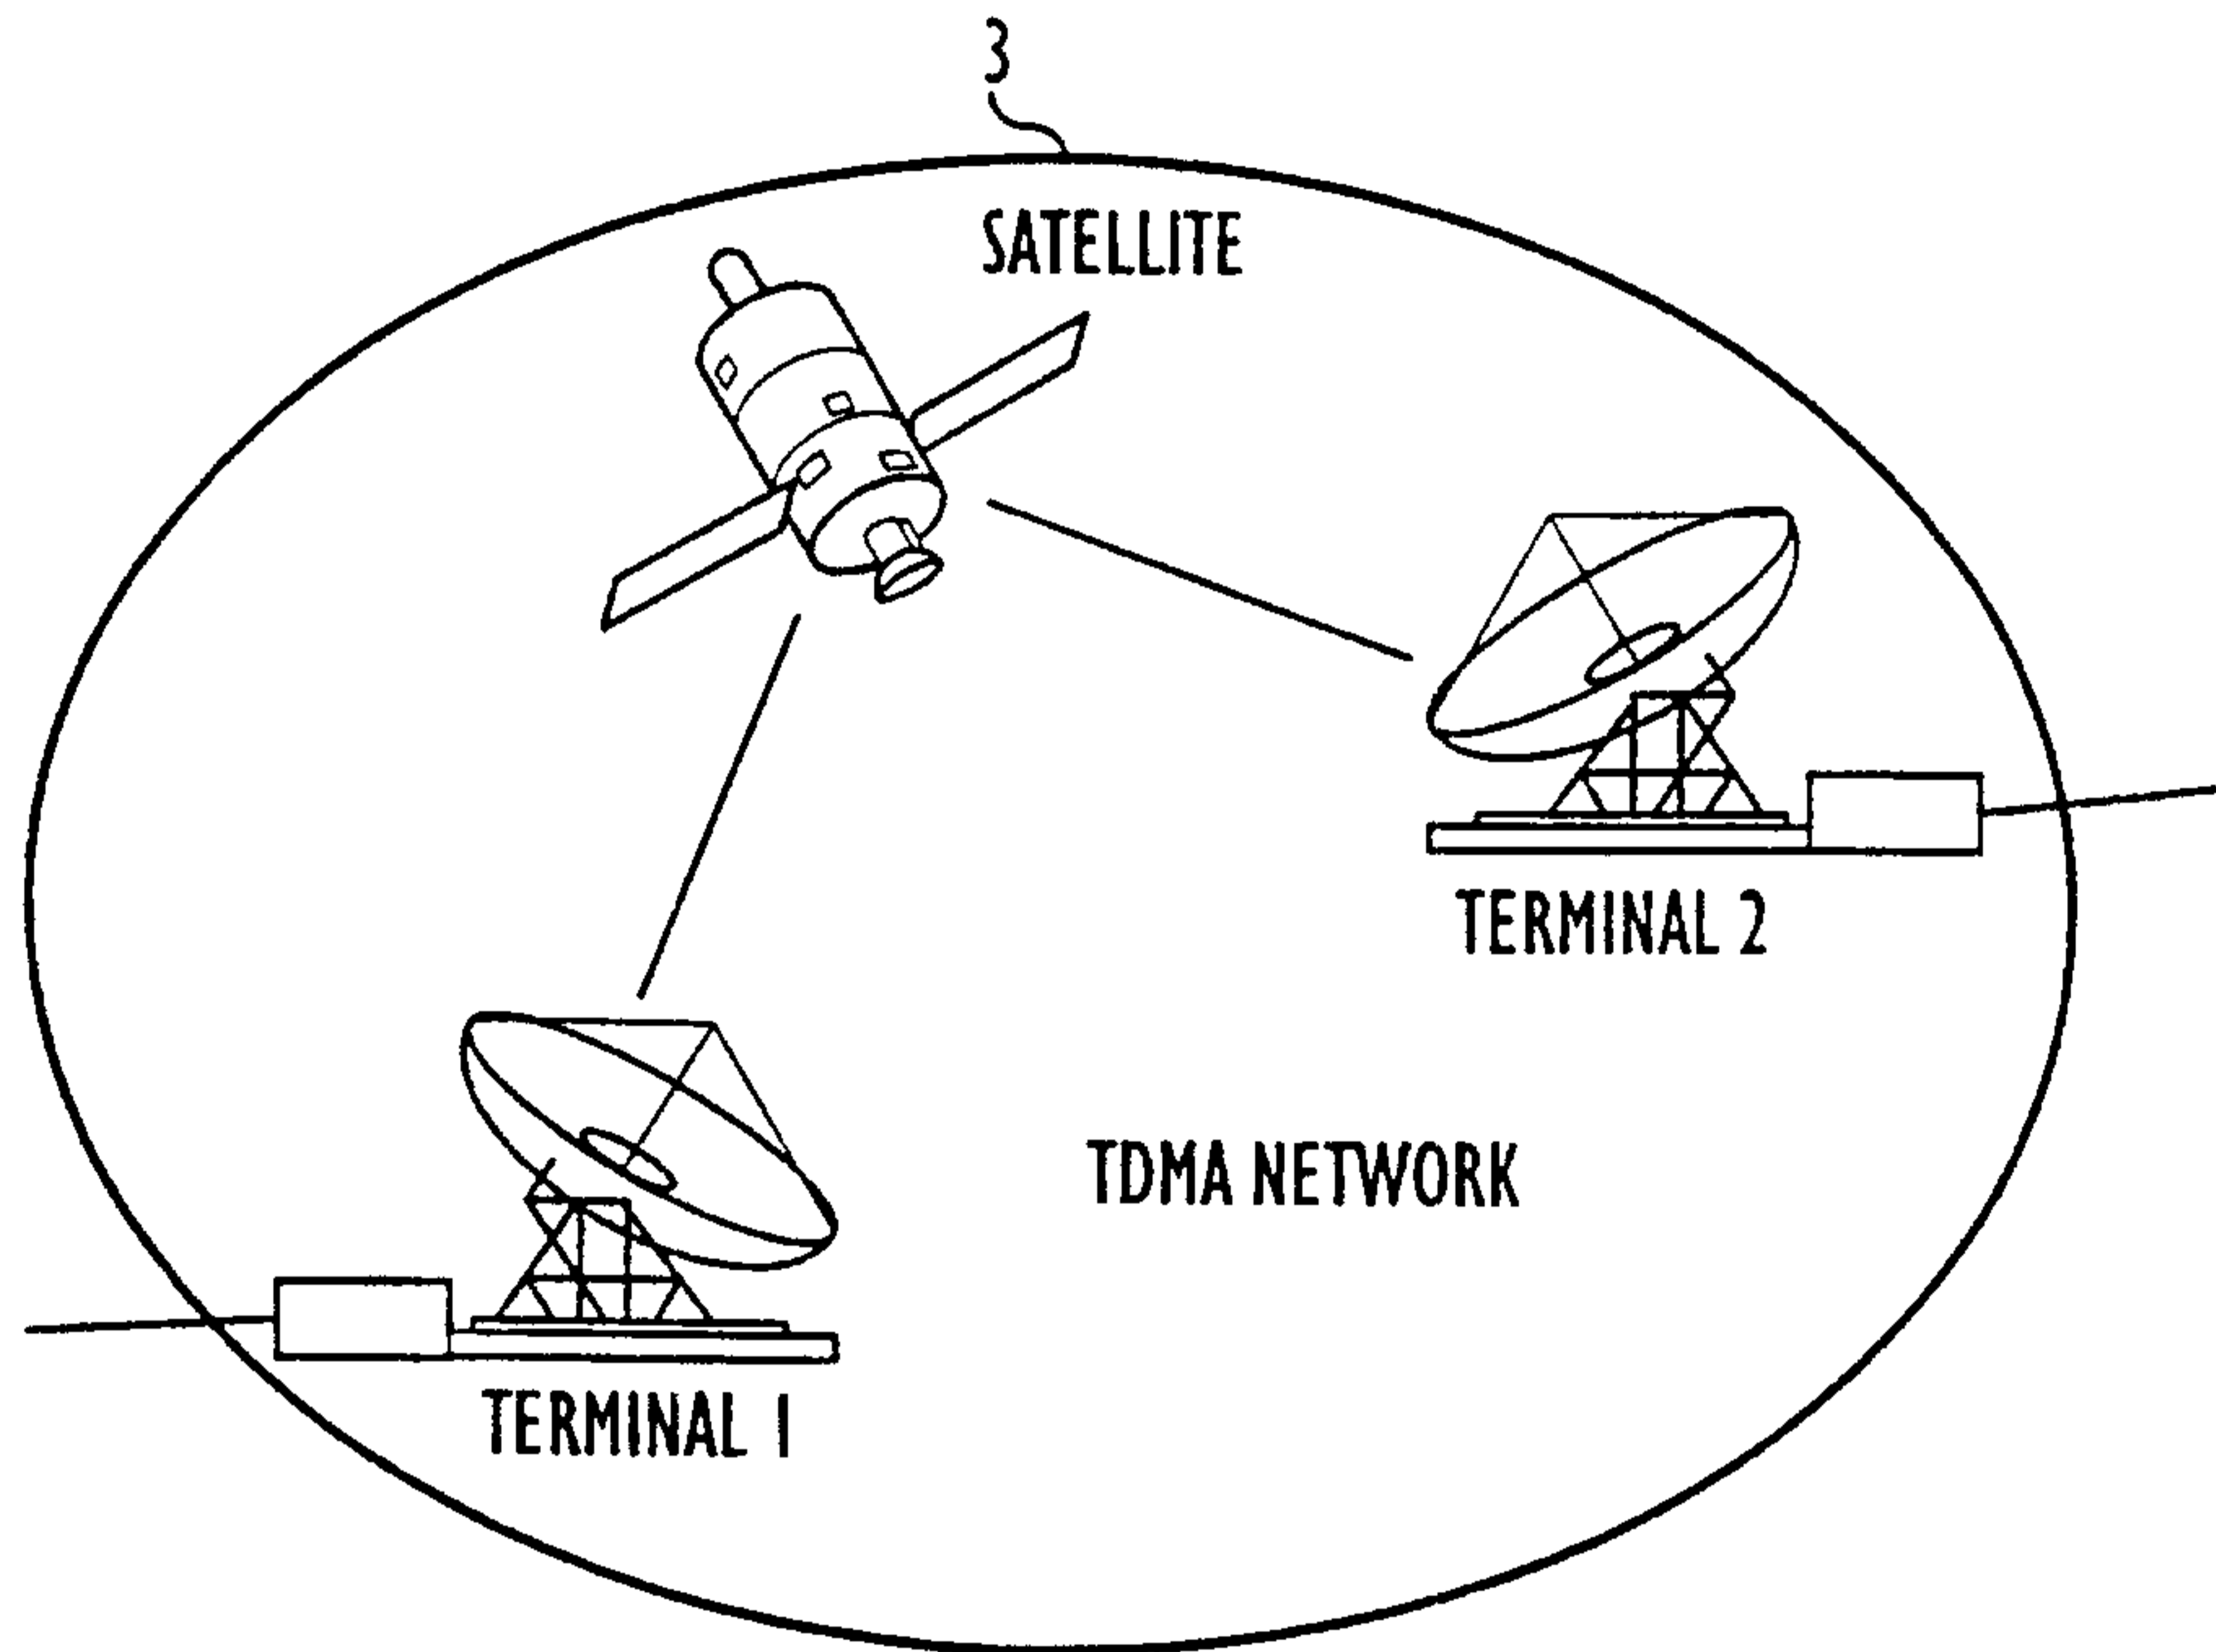 3
SATELLITE
TERMINAL 2
TDMA NETWORK
TERMINAL 1